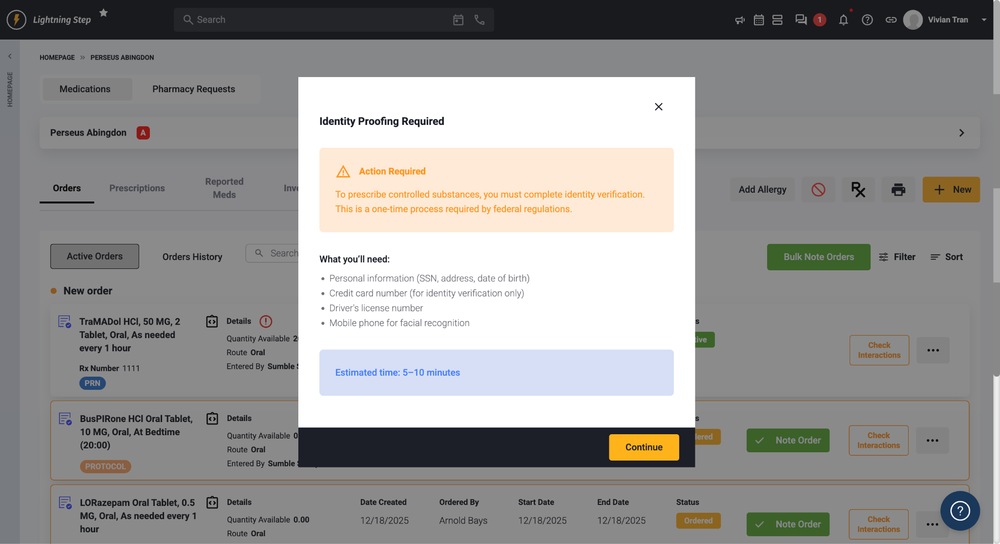 Lightning Step
Search
1
Vivian Tran
HOMEPAGE
HOMEPAGE » PERSEUS ABINGDON
Medications
Pharmacy Requests
Perseus Abingdon A
Identity Proofing Required
Action Required
To prescribe controlled substances, you must complete identity verification.
This is a one-time process required by federal regulations.
What you’ll need:
• Personal information (SSN, address, date of birth)
• Credit card number (for identity verification only)
• Driver's license number
• Mobile phone for facial recognition
Estimated time: 5–10 minutes
Continue
Orders
Prescriptions
Reported
Meds
Add Allergy
Rx
+ New
Active Orders
Orders History
Search
Bulk Note Orders
Filter
Sort
New order
TraMADol HCl, 50 MG, 2
Tablet, Oral, As needed
every 1 hour
Rx Number 1111
PRN
Details
Quantity Available
Route Oral
Entered By Sumble
Check
Interactions
BusPIRone HCl Oral Tablet,
10 MG, Oral, At Bedtime
(20:00)
PROTOCOL
Details
Quantity Available 0
Route Oral
Entered By Sumble
Note Order
Check
Interactions
LORazepam Oral Tablet, 0.5
MG, Oral, As needed every 1
hour
Details
Quantity Available 0.00
Route Oral
Date Created
12/18/2025
Ordered By
Arnold Bays
Start Date
12/18/2025
End Date
12/18/2025
Status
Ordered
Note Order
Check
Interactions
?